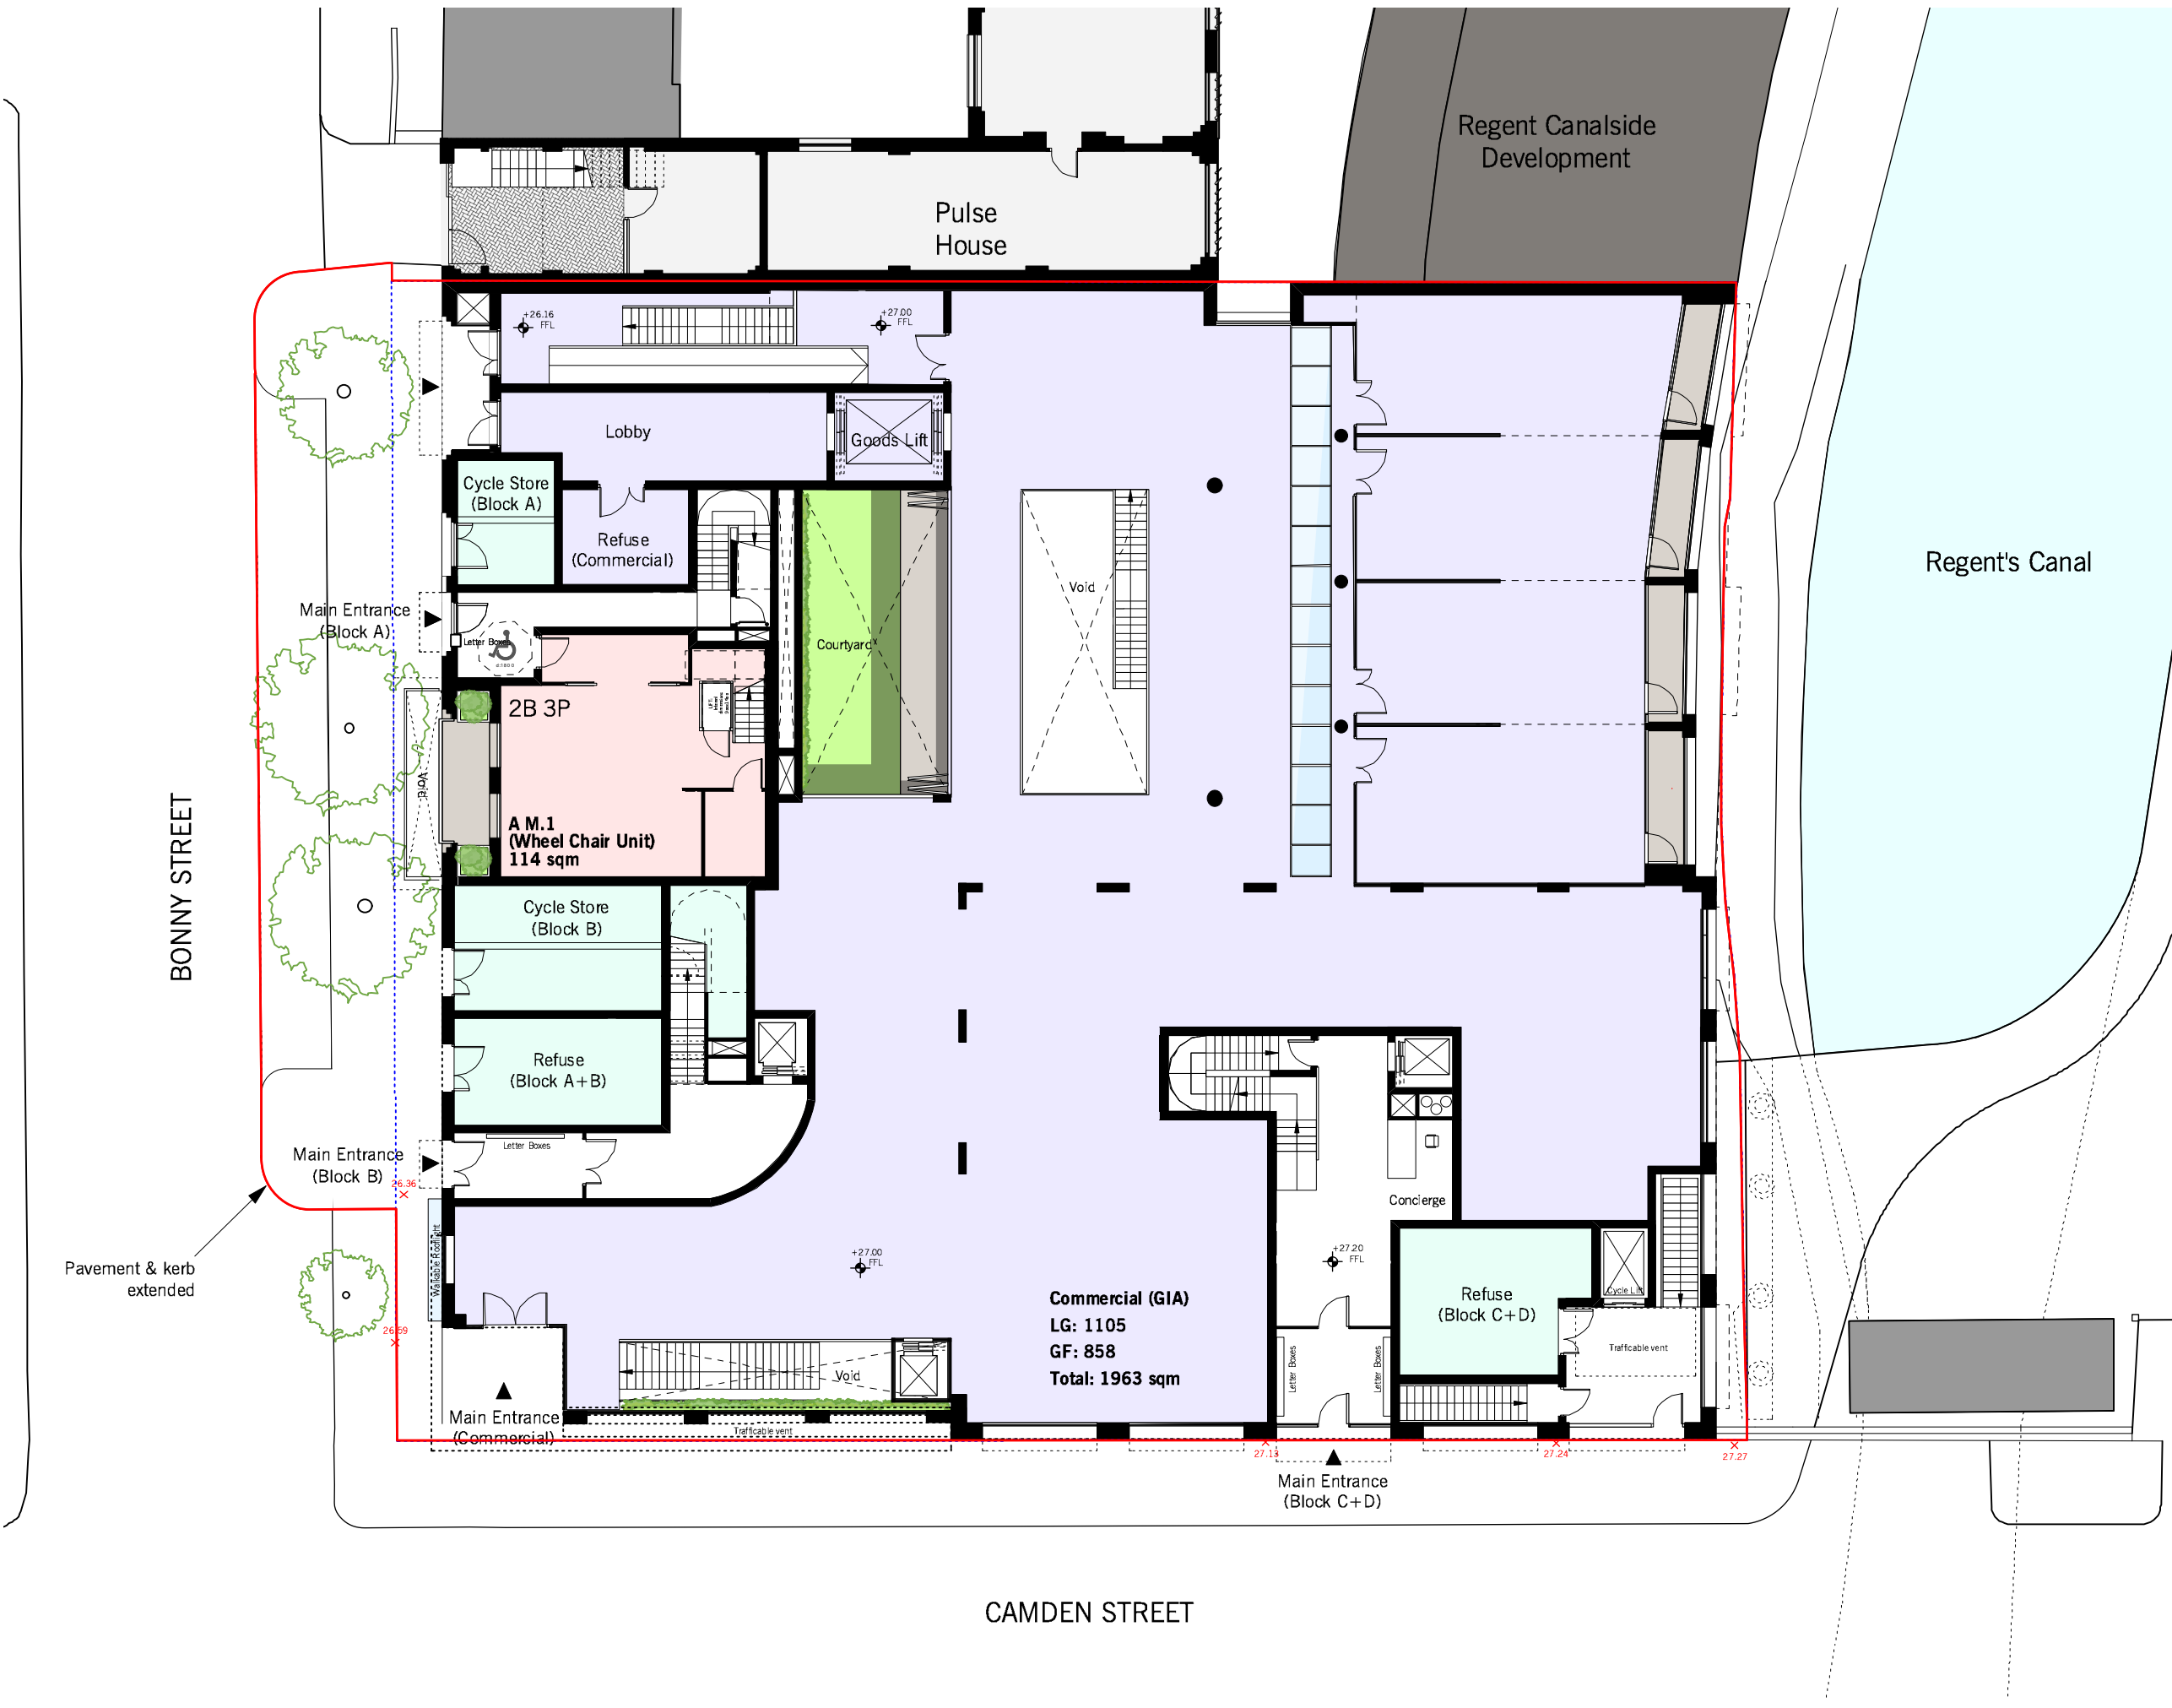 Regent Canalside
Development
Pulse
House
+26.16
FFL
+27.00
FFL
Lobby
Goods Lift
Cycle Store
(Block A)
Refuse
(Commercial)
Regent's Canal
Void
Main Entrance
(Block A)
Letter Boxes
Courtyard
2B 3P
Void
A M.1
(Wheel Chair Unit)
114 sqm
BONNY STREET
Cycle Store
(Block B)
Refuse
(Block A+B)
Letter Boxes
Main Entrance
(Block B)
26.36
Concierge
Walkable Rooflight
Pavement & kerb
extended
+27.00
FFL
+27.20
FFL
Commercial (GIA)
LG: 1105
GF: 858
Total: 1963 sqm
Refuse
(Block C+D)
Cycle Lift
26.59
Letter Boxes
Letter Boxes
Trafficable vent
Void
Main Entrance
(Commercial)
Trafficable vent
27.13
27.24
27.27
Main Entrance
(Block C+D)
CAMDEN STREET